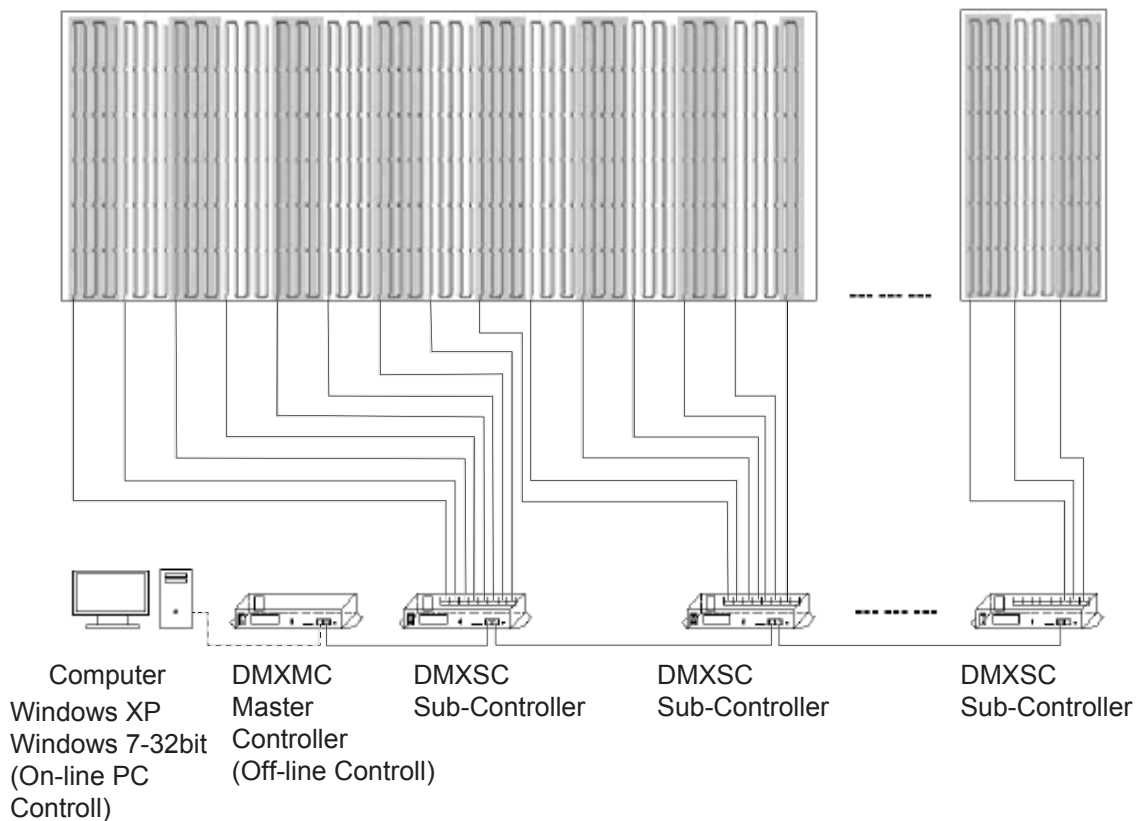 Computer
Windows XP
Windows 7-32bit
(On-line PC
Controll)
DMXMC
Master
Controller
(Off-line Controll)
DMXSC
Sub-Controller
DMXSC
Sub-Controller
DMXSC
Sub-Controller